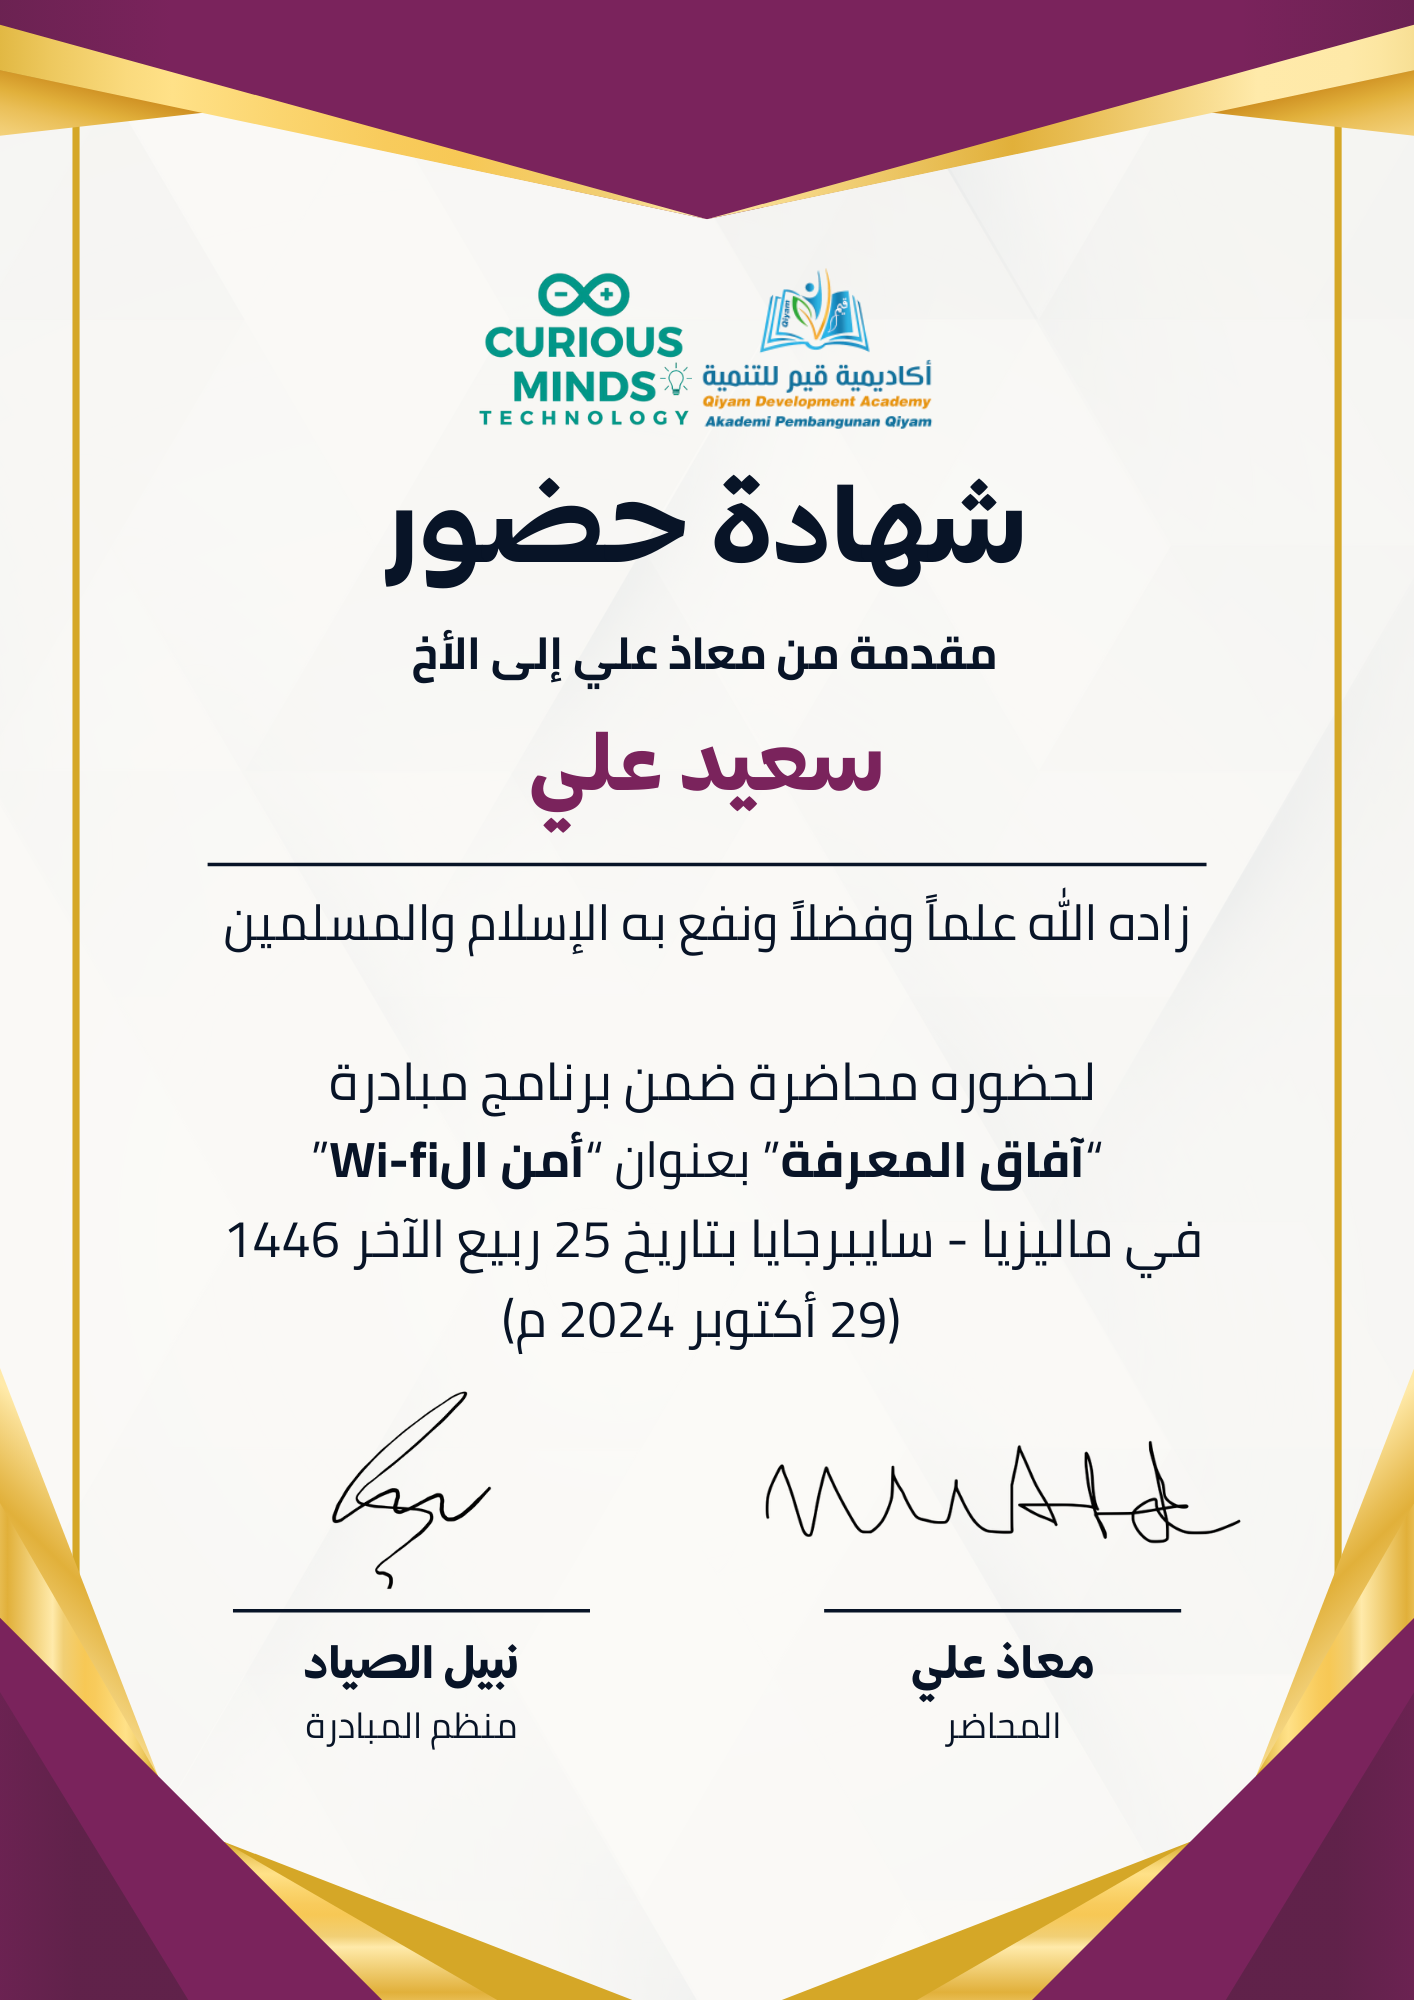 CURIOUS
MINDS
TECHNOLOGY
Qiyam
قيم
أكاديمية قيم للتنمية
Qiyam Development Academy
Akademi Pembangunan Qiyam
شهادة حضور
مقدمة من معاذ علي إلى الأخ
سعيد علي
زاده الله علماً وفضلاً ونفع به الإسلام والمسلمين
لحضوره محاضرة ضمن برنامج مبادرة
“آفاق المعرفة” بعنوان “أمن الWi-fi”
في ماليزيا - سايبرجايا بتاريخ 25 ربيع الآخر 1446
(29 أكتوبر 2024 م)
معاذ علي
المحاضر
نبيل الصياد
منظم المبادرة